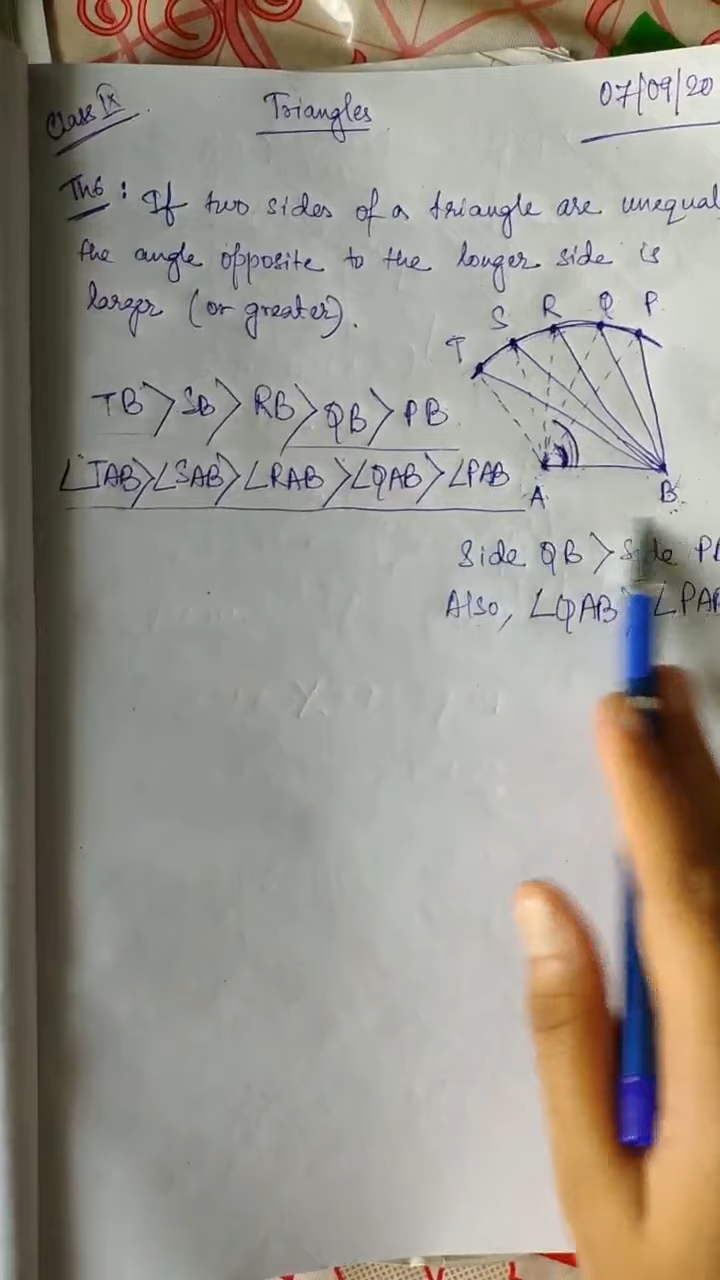 Class IX
Triangles
07/09/20
Th6 : If two sides of a triangle are unequal
the angle opposite to the longer side is
larger (or greater).
T S R Q P
TB > SB > RB > QB > PB
∠TAB > ∠SAB > ∠RAB > ∠QAB > ∠PAB
A B
Side QB > Side
Also, ∠QAB ∠PAB